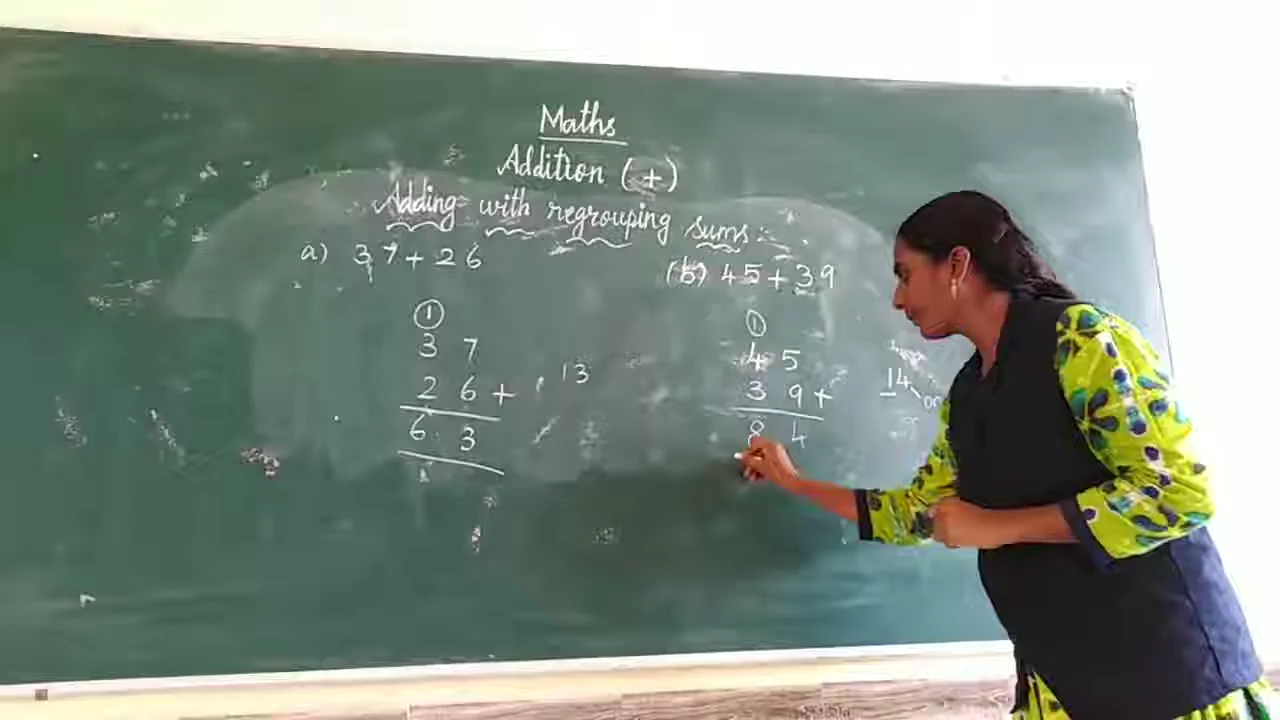 Maths
Addition (+)
Adding with regrouping sums :
a) 37+26
(b) 45+39
①
3 7
2 6 +
6 3
13
①
4 5
3 9 +
8 4
14